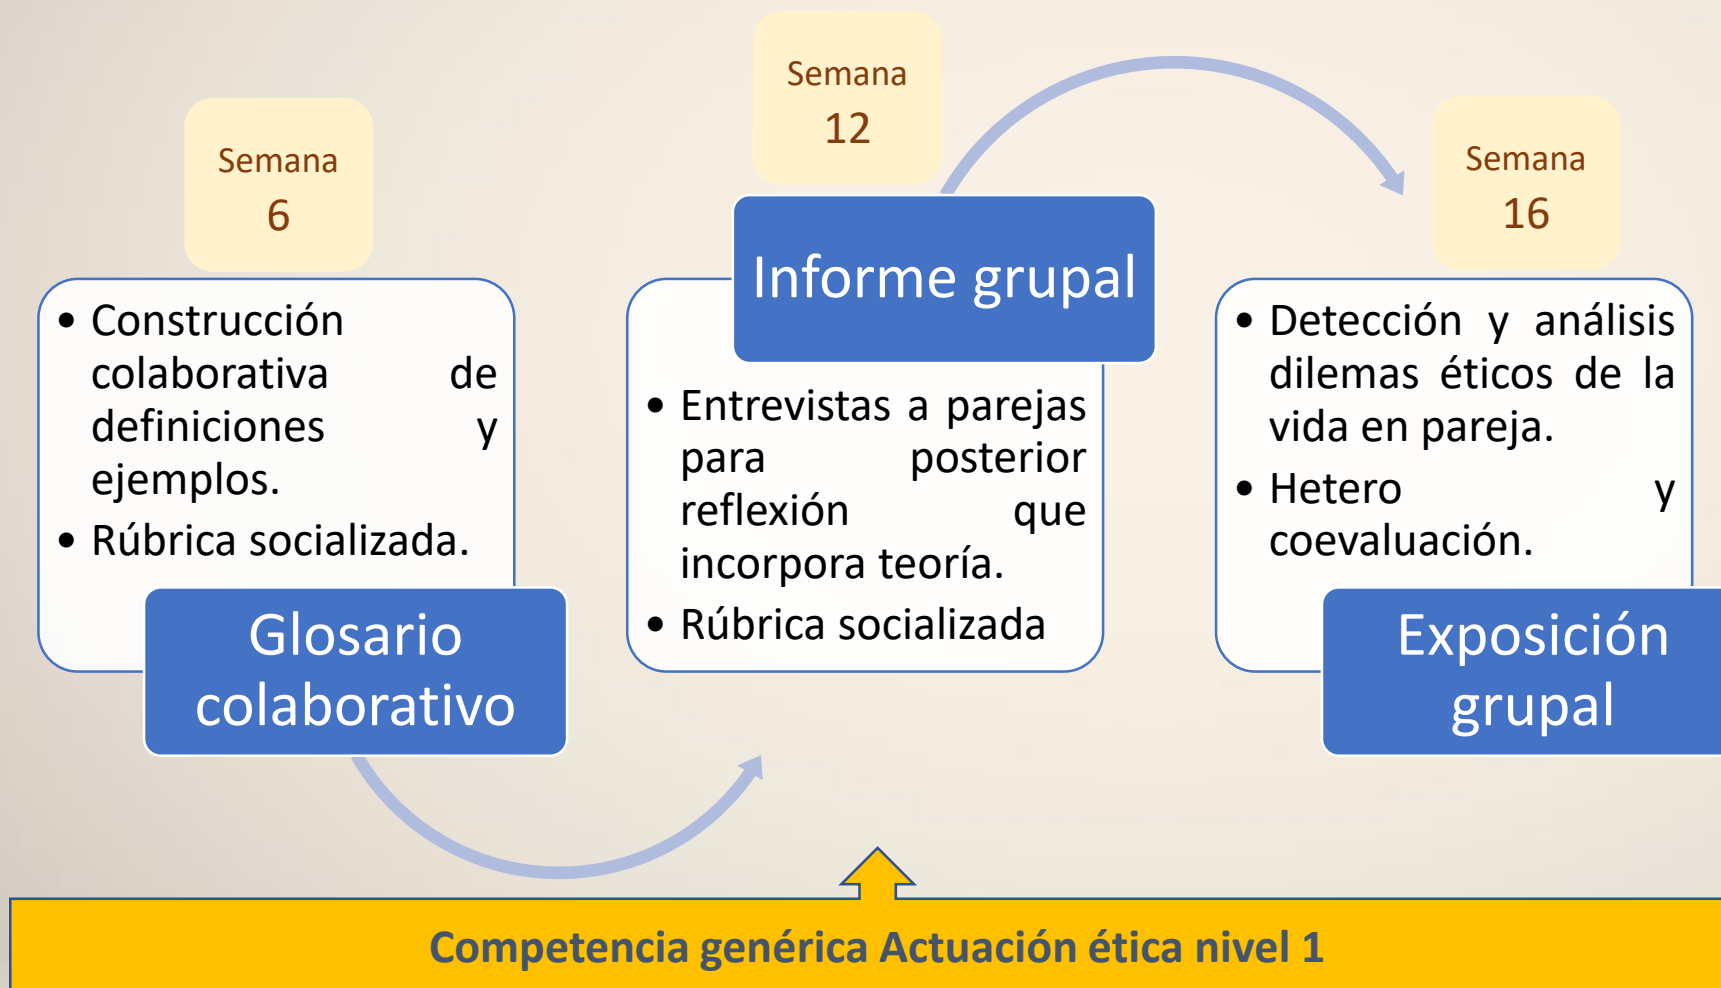 Semana
6
• Construcción
colaborativa de
definiciones y
ejemplos.
• Rúbrica socializada.
Glosario
colaborativo
Semana
12
Informe grupal
• Entrevistas a parejas
para posterior
reflexión que
incorpora teoría.
• Rúbrica socializada
Semana
16
• Detección y análisis
dilemas éticos de la
vida en pareja.
• Hetero y
coevaluación.
Exposición
grupal
Competencia genérica Actuación ética nivel 1